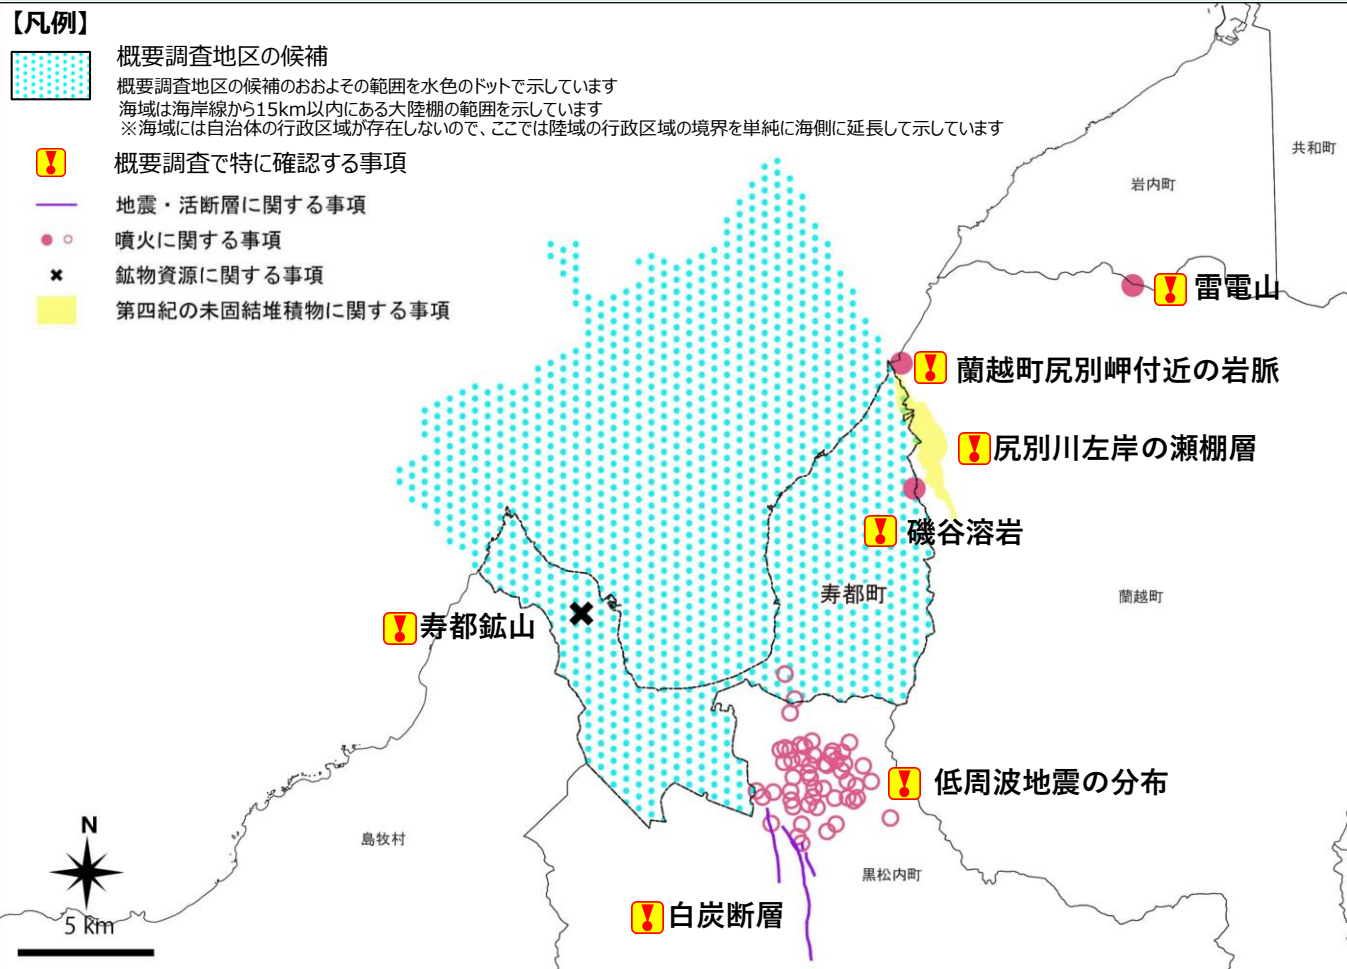 【凡例】
概要調査地区の候補
概要調査地区の候補のおおよその範囲を水色のドットで示しています
海域は海岸線から15km以内にある大陸棚の範囲を示しています
※海域には自治体の行政区域が存在しないので、ここでは陸域の行政区域の境界を単純に海側に延長して示しています
概要調査で特に確認する事項
地震・活断層に関する事項
噴火に関する事項
鉱物資源に関する事項
第四紀の未固結堆積物に関する事項
共和町
岩内町
雷電山
蘭越町尻別岬付近の岩脈
尻別川左岸の瀬棚層
磯谷溶岩
寿都町
蘭越町
寿都鉱山
低周波地震の分布
島牧村
黒松内町
白炭断層
N
5 km